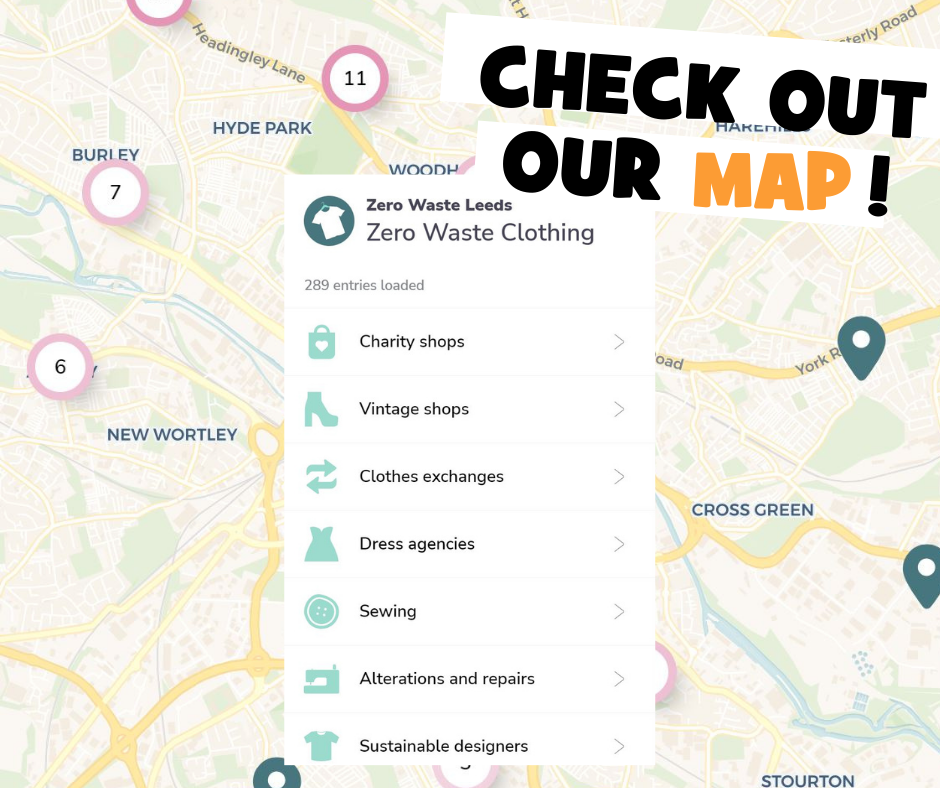 Headingley Lane
11
HYDE PARK
BURLEY
7
WOODH
CHECK OUT
OUR MAP!
Zero Waste Leeds
Zero Waste Clothing
289 entries loaded
Charity shops
Vintage shops
Clothes exchanges
Dress agencies
Sewing
Alterations and repairs
Sustainable designers
6
NEW WORTLEY
oad
York R
CROSS GREEN
STOURTON